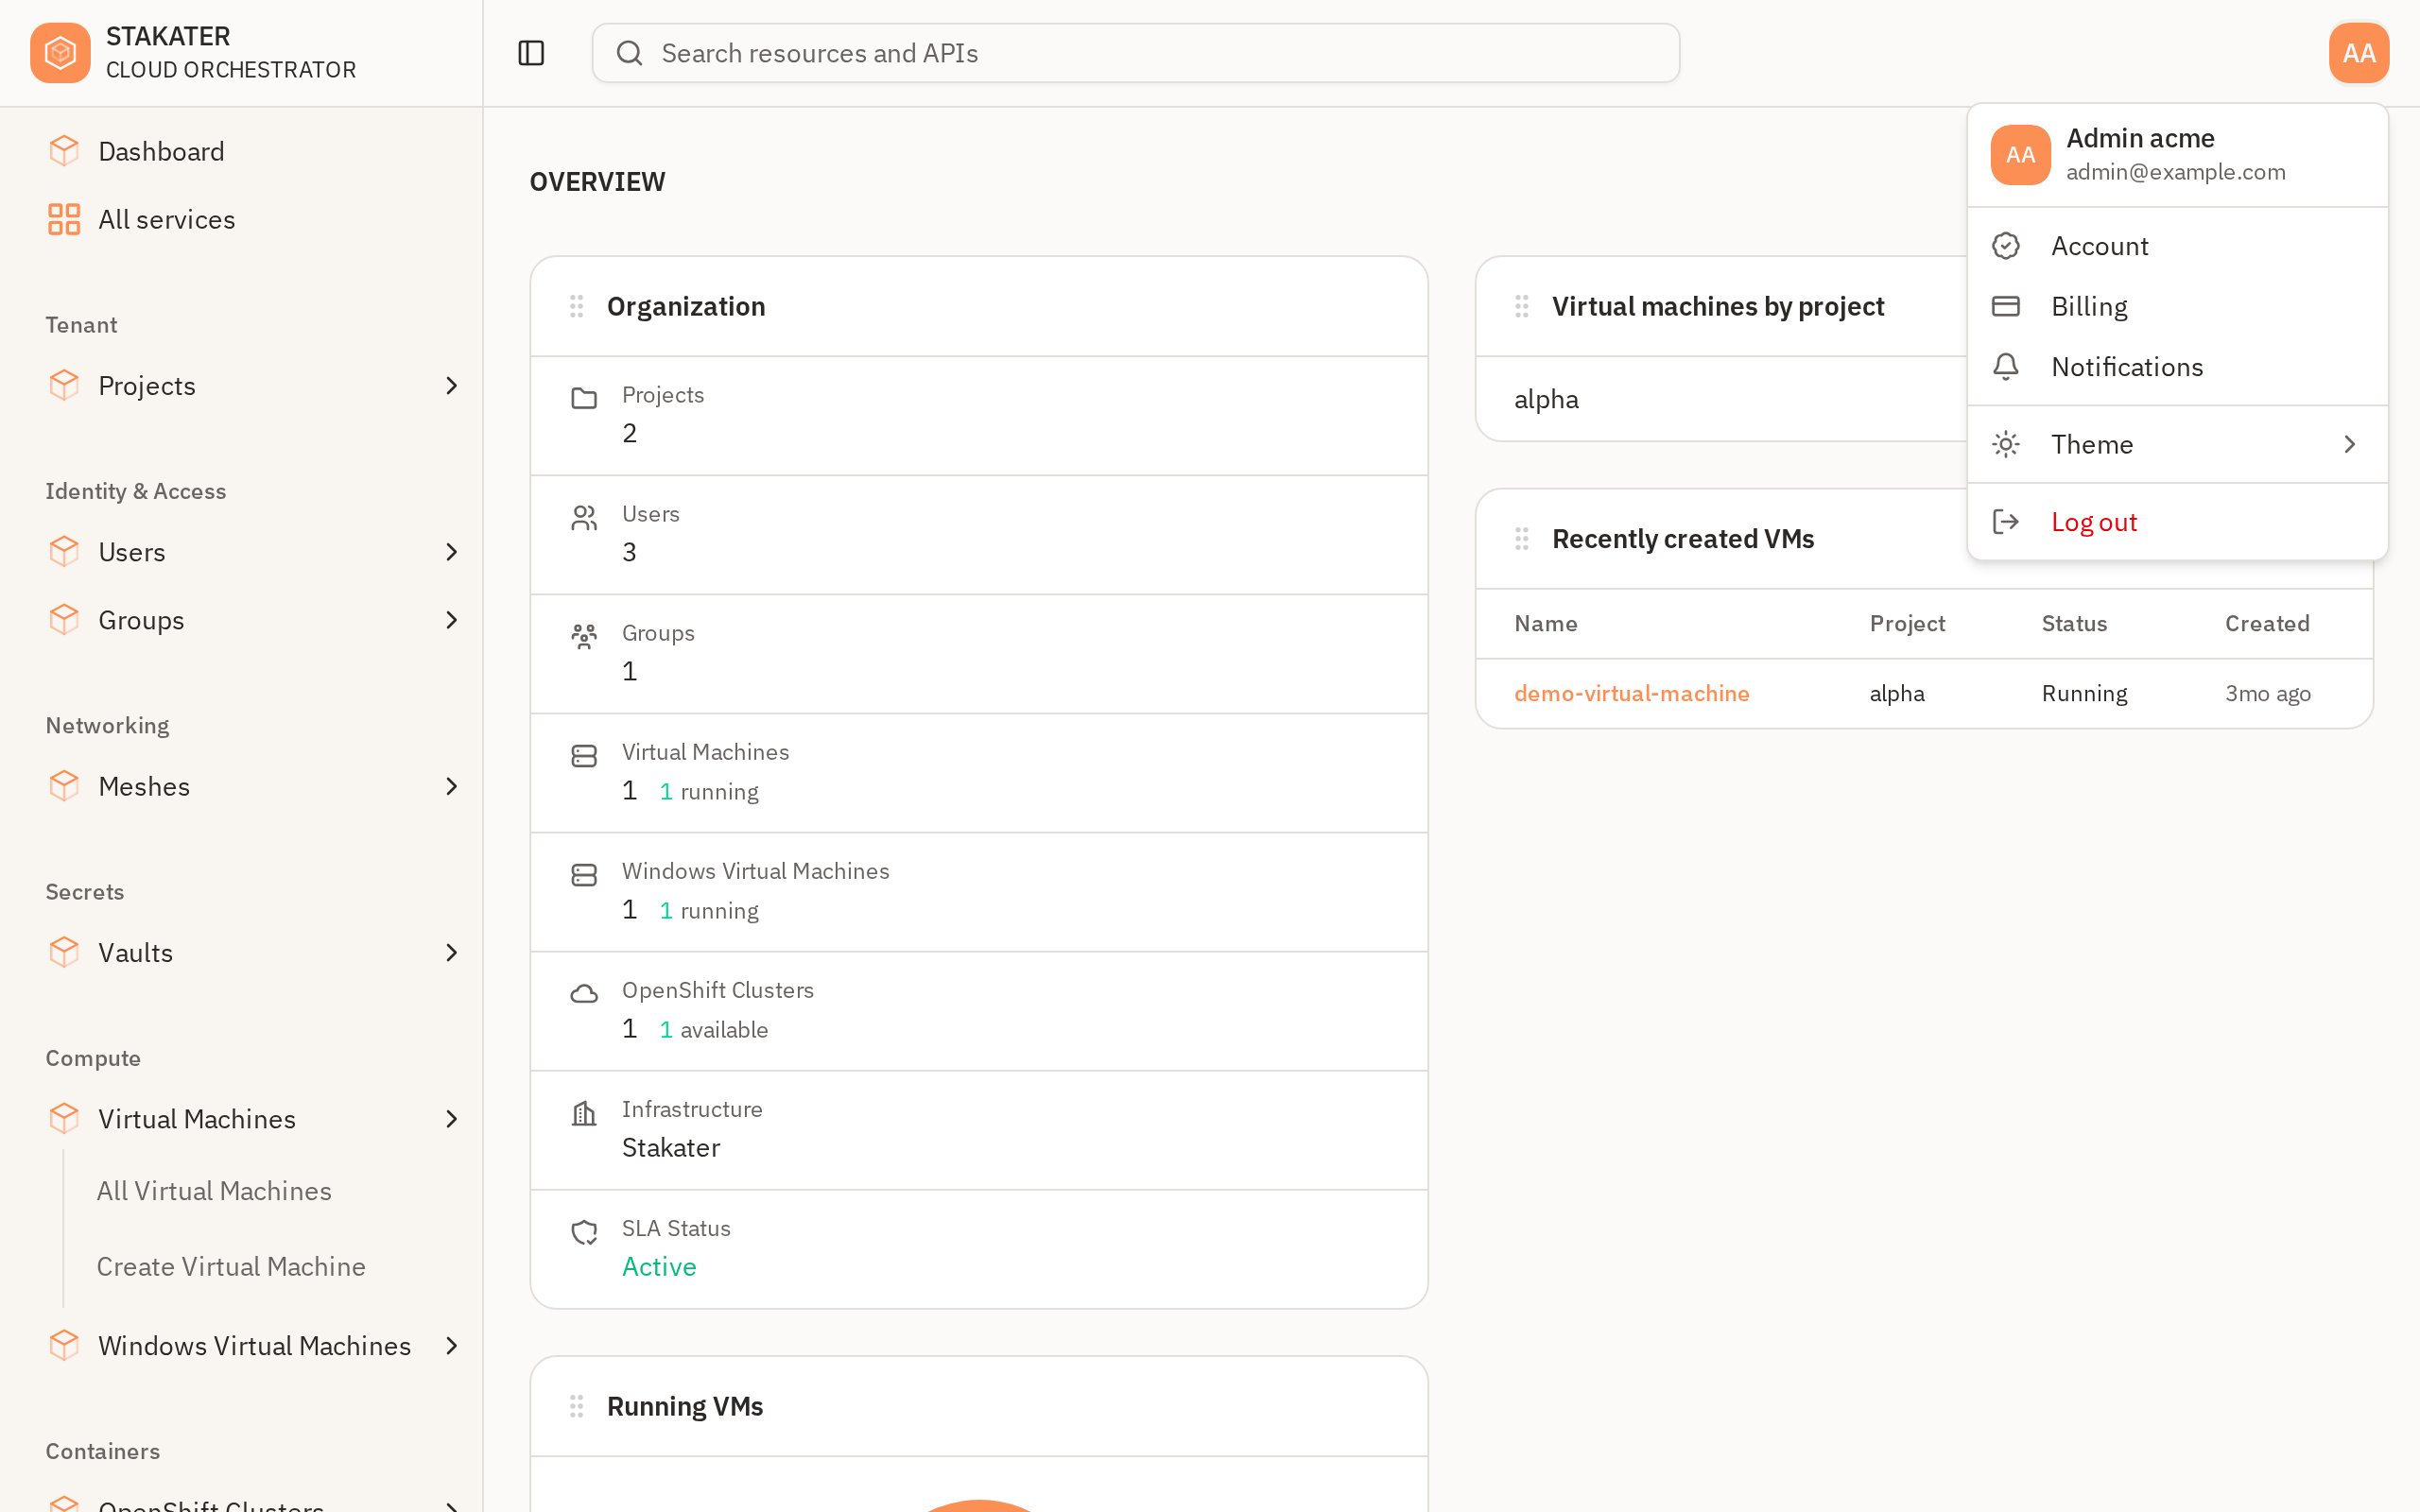 STAKATER
CLOUD ORCHESTRATOR
Search resources and APIs
AA
Dashboard
All services
Tenant
Projects
Identity & Access
Users
Groups
Networking
Meshes
Secrets
Vaults
Compute
Virtual Machines
All Virtual Machines
Create Virtual Machine
Windows Virtual Machines
Containers
OpenShift Clusters
OVERVIEW
Organization
Projects
2
Users
3
Groups
1
Virtual Machines
1 1 running
Windows Virtual Machines
1 1 running
OpenShift Clusters
1 1 available
Infrastructure
Stakater
SLA Status
Active
Running VMs
Virtual machines by project
alpha
Recently created VMs
Name Project Status Created
demo-virtual-machine alpha Running 3mo ago
AA
Admin acme
admin@example.com
Account
Billing
Notifications
Theme
Log out